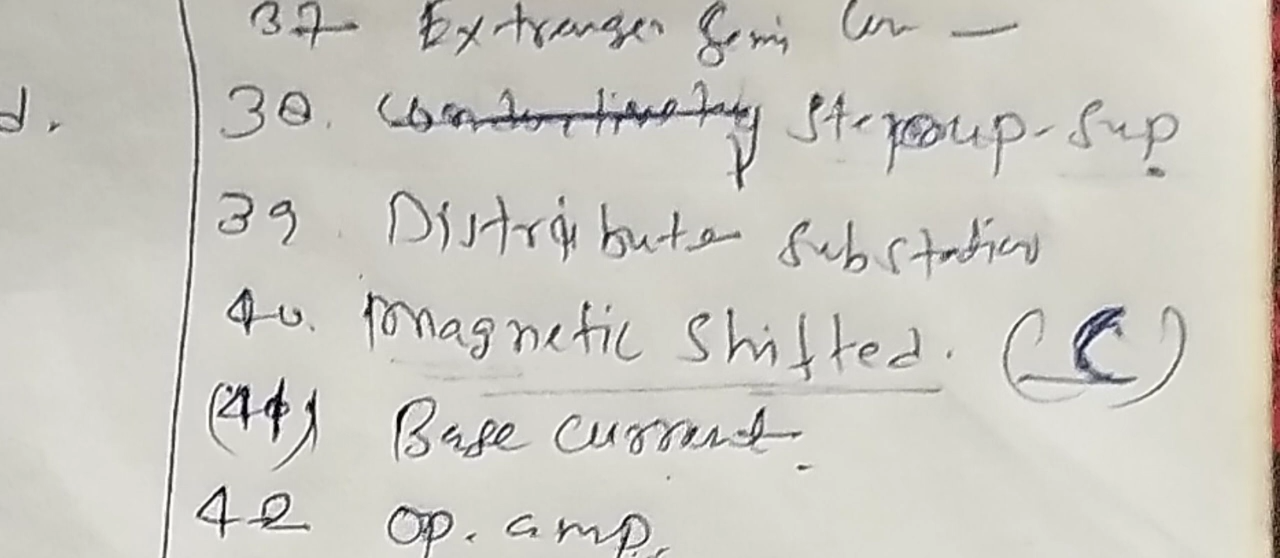 37 Extranger Semi Con —
d. 38. Step up - Sup
39. Distribute Substation
40. Magnetic Shifted. (C)
(41) Base current.
42 Op. amp.